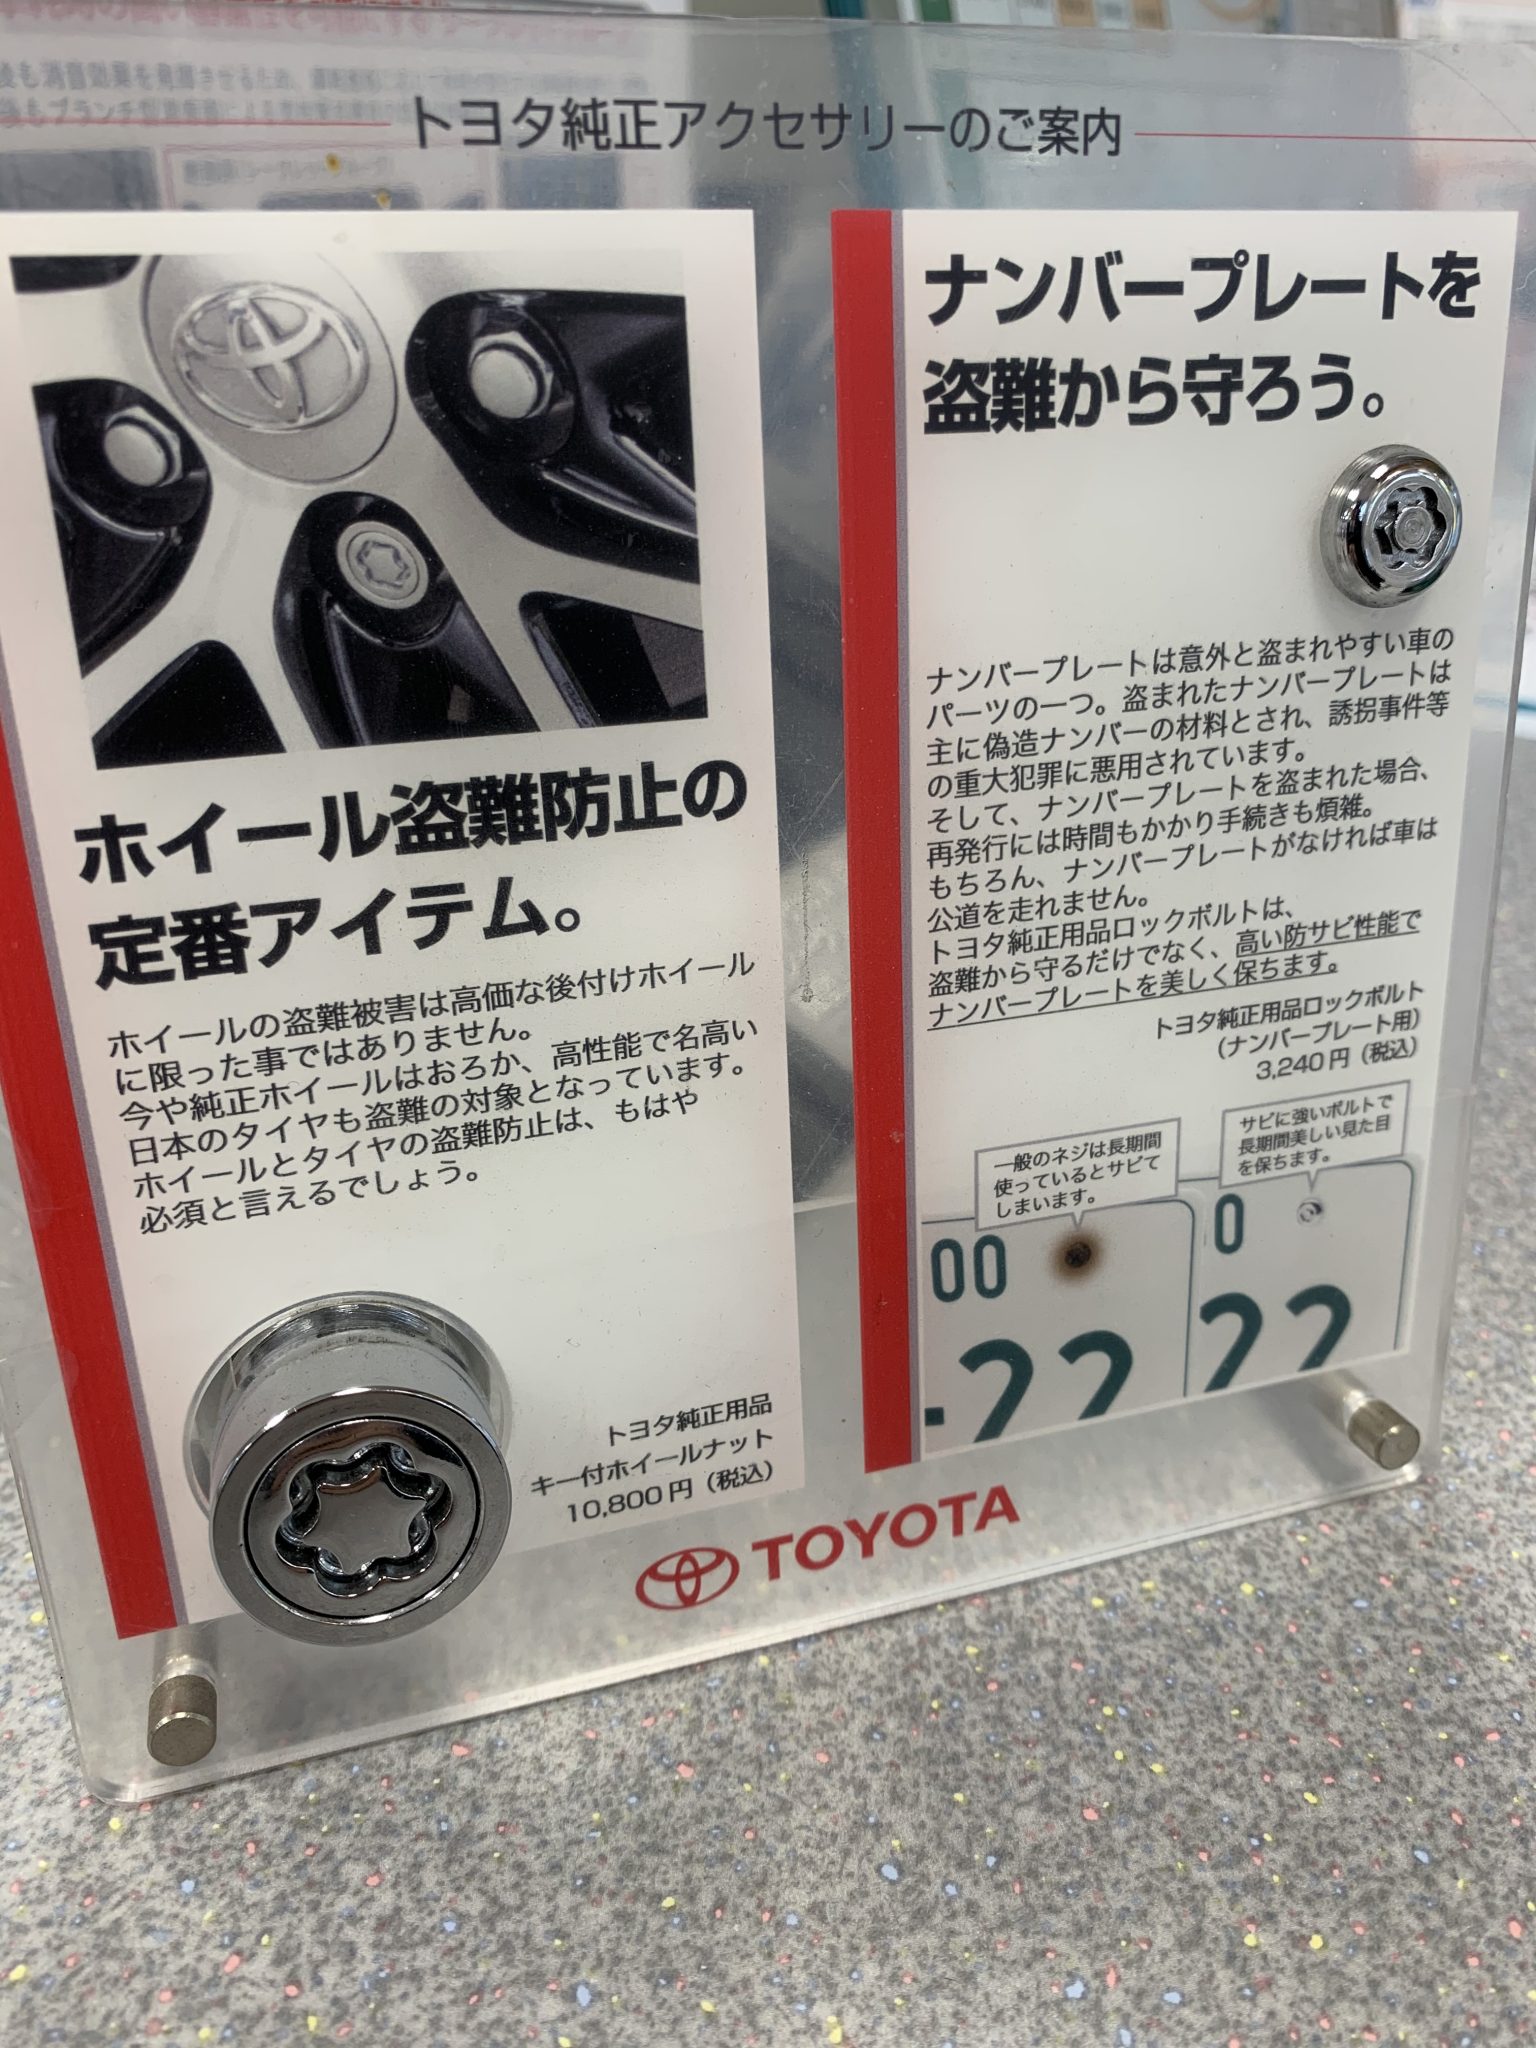 トヨタ純正アクセサリーのご案内
ホイール盗難防止の
定番アイテム。
ホイールの盗難被害は高価な後付けホイール
に限った事ではありません。
今や純正ホイールはおろか、高性能で名高い
日本のタイヤも盗難の対象となっています。
ホイールとタイヤの盗難防止は、もはや
必須と言えるでしょう。
トヨタ純正用品
キー付ホイールナット
10,800円（税込）
ナンバープレートを
盗難から守ろう。
ナンバープレートは意外と盗まれやすい車の
パーツの一つ。盗まれたナンバープレートは
主に偽造ナンバーの材料とされ、誘拐事件等
の重大犯罪に悪用されています。
そして、ナンバープレートを盗まれた場合、
再発行には時間もかかり手続きも煩雑。
もちろん、ナンバープレートがなければ車は
公道を走れません。
トヨタ純正用品ロックボルトは、
盗難から守るだけでなく、高い防サビ性能で
ナンバープレートを美しく保ちます。
トヨタ純正用品ロックボルト
（ナンバープレート用）
3,240円（税込）
一般のネジは長期間
使っているとサビて
しまいます。
サビに強いボルトで
長期間美しい見た目
を保ちます。
00
-22
0
22
TOYOTA